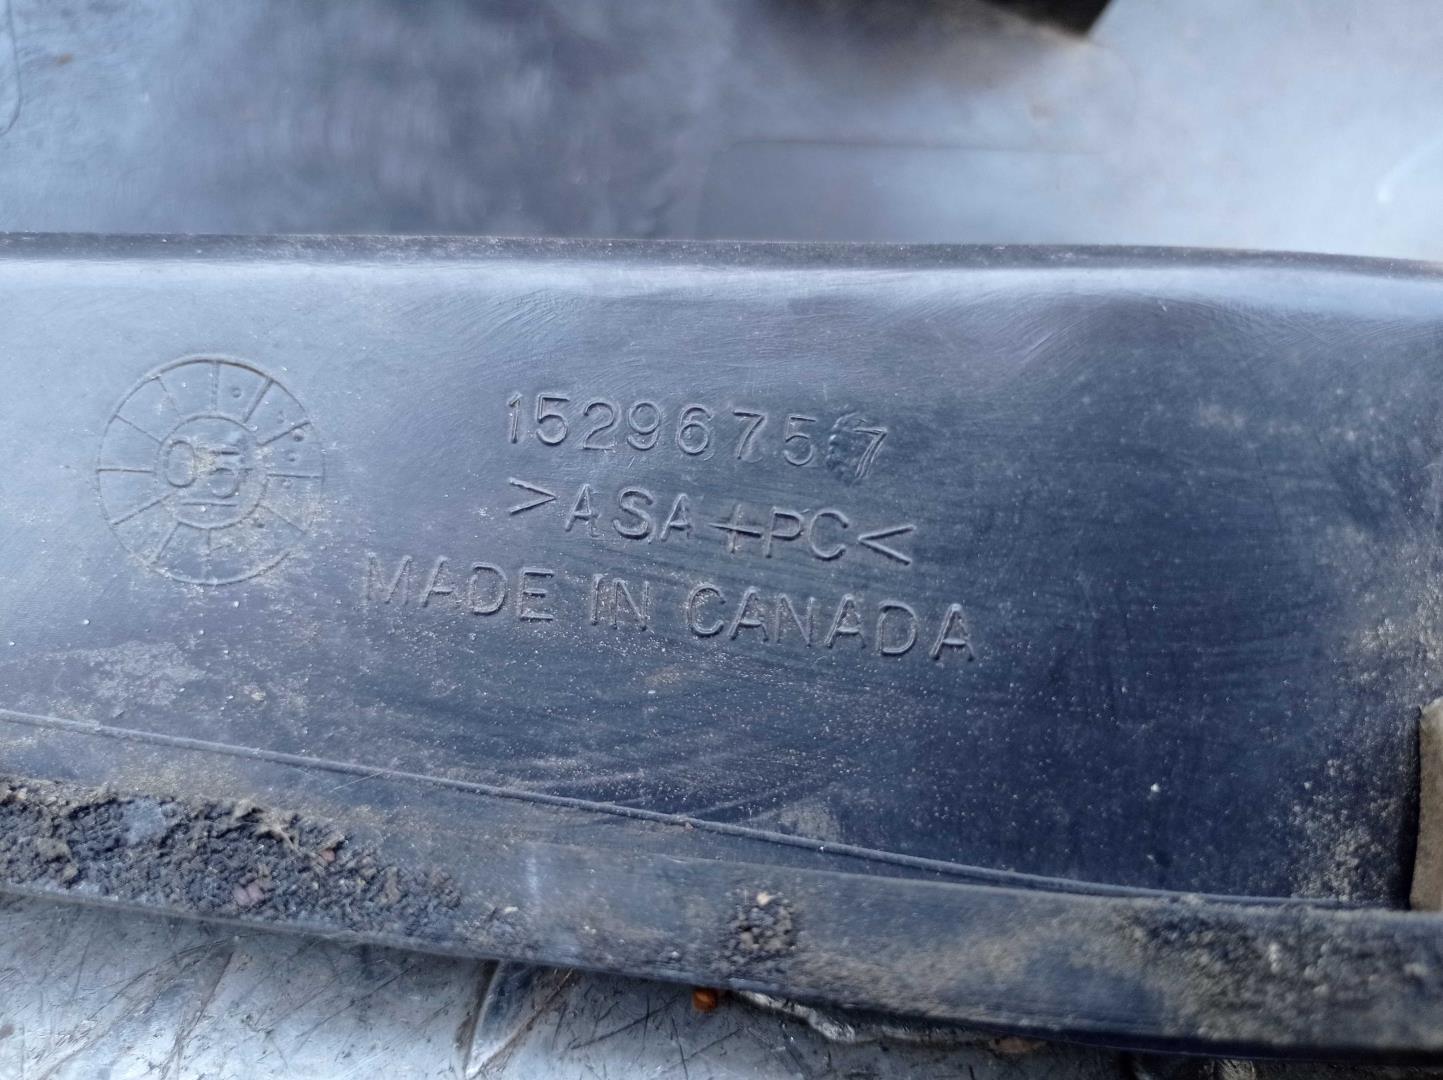 05
15296757
>ASA+PC<
MADE IN CANADA